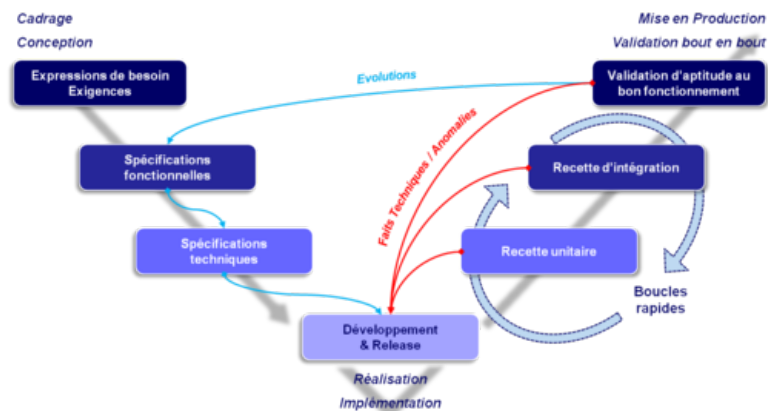 Cadrage
Conception
Mise en Production
Validation bout en bout
Expressions de besoin
Exigences
Evolutions
Validation d'aptitude au
bon fonctionnement
Spécifications
fonctionnelles
Faits Techniques / Anomalies
Recette d'intégration
Spécifications
techniques
Recette unitaire
Boucles
rapides
Développement
& Release
Réalisation
Implémentation